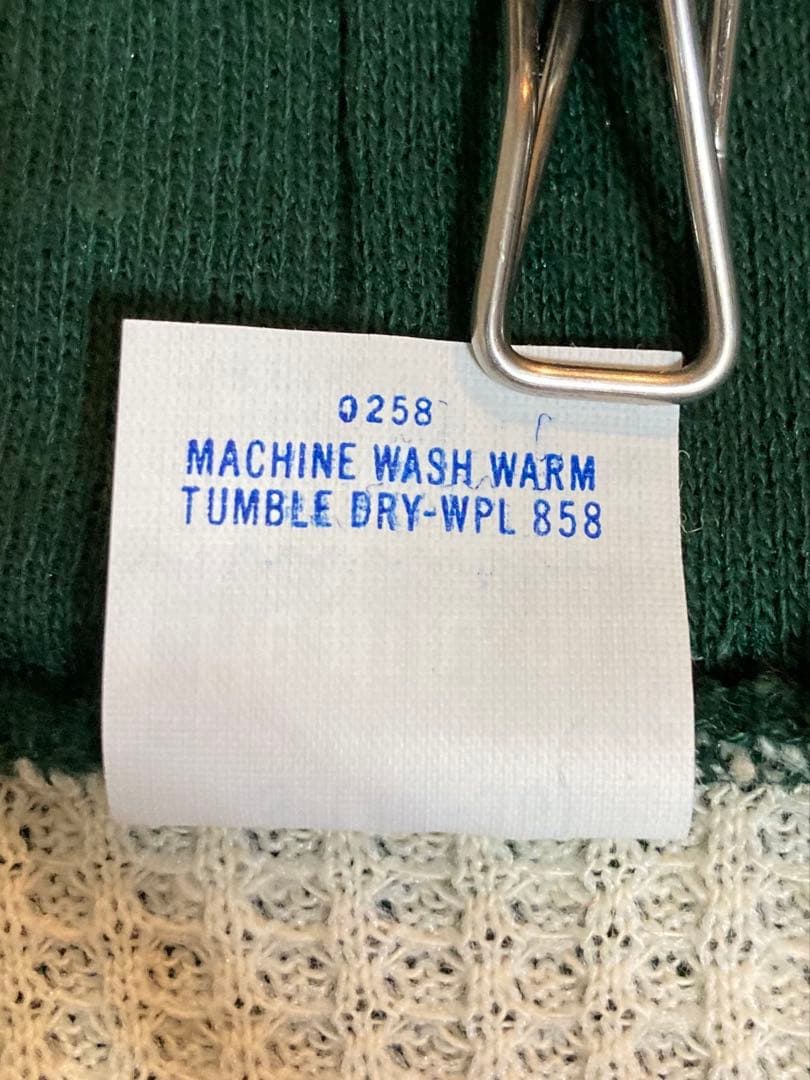 0258
MACHINE WASH WARM
TUMBLE DRY-WPL 858